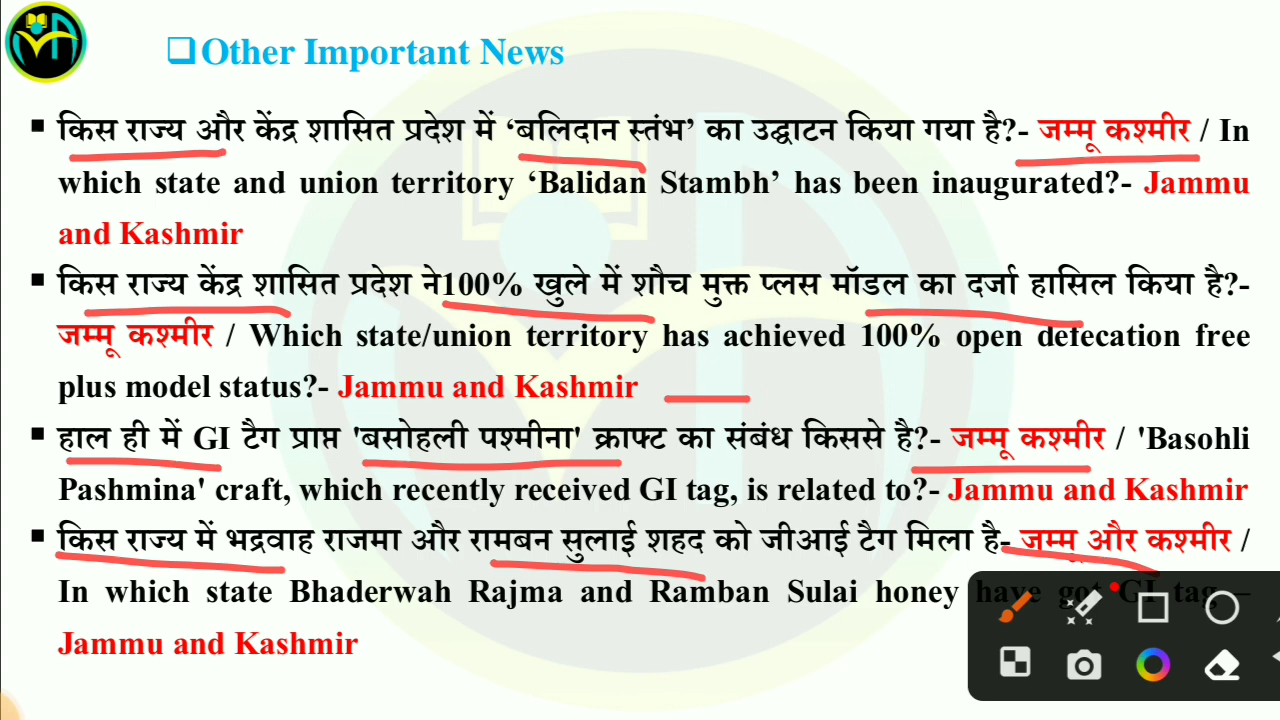 ❑Other Important News
▪ किस राज्य और केंद्र शासित प्रदेश में ‘बलिदान स्तंभ’ का उद्घाटन किया गया है?- जम्मू कश्मीर / In
which state and union territory ‘Balidan Stambh’ has been inaugurated?- Jammu
and Kashmir
▪ किस राज्य केंद्र शासित प्रदेश ने100% खुले में शौच मुक्त प्लस मॉडल का दर्जा हासिल किया है?-
जम्मू कश्मीर / Which state/union territory has achieved 100% open defecation free
plus model status?- Jammu and Kashmir
▪ हाल ही में GI टैग प्राप्त 'बसोहली पश्मीना' क्राफ्ट का संबंध किससे है?- जम्मू कश्मीर / 'Basohli
Pashmina' craft, which recently received GI tag, is related to?- Jammu and Kashmir
▪ किस राज्य में भद्रवाह राजमा और रामबन सुलाई शहद को जीआई टैग मिला है- जम्मू और कश्मीर /
In which state Bhaderwah Rajma and Ramban Sulai honey have got GI tag –
Jammu and Kashmir